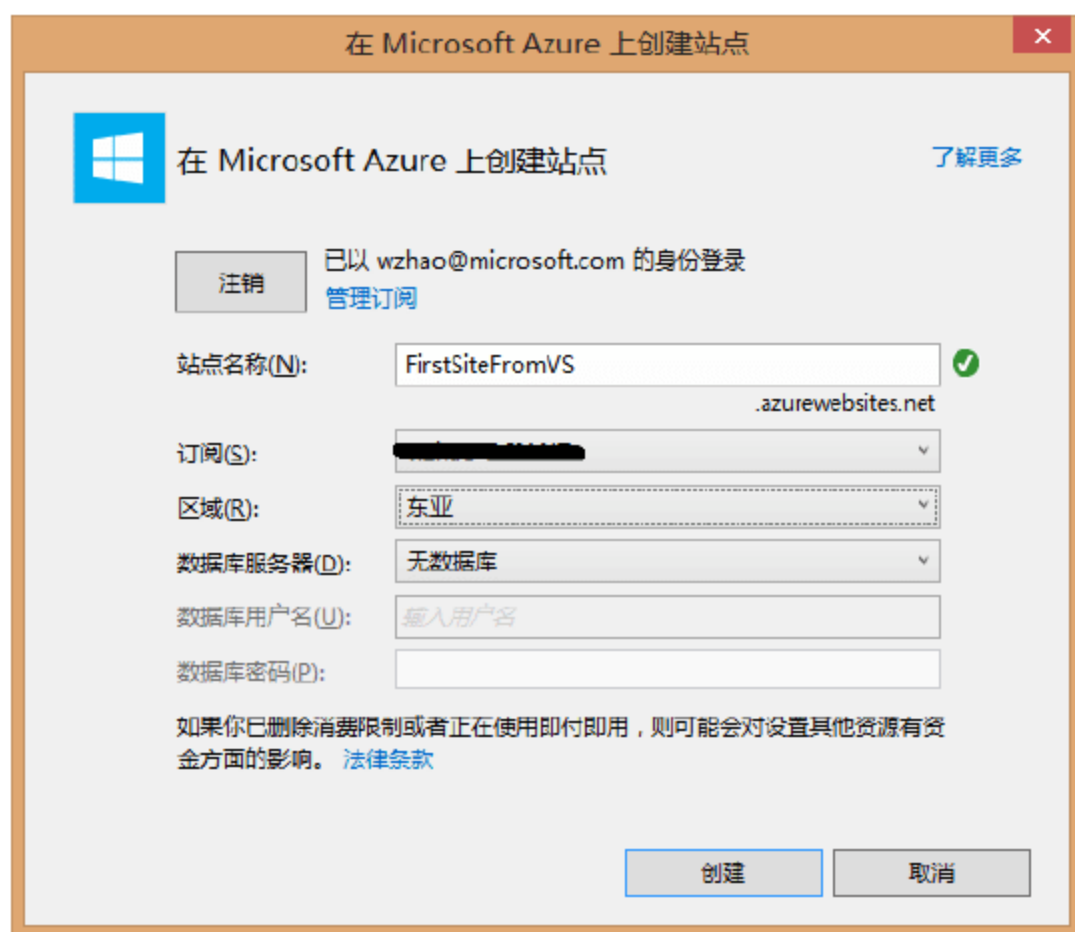 在 Microsoft Azure 上创建站点
在 Microsoft Azure 上创建站点
了解更多
注销
已以 wzhao@microsoft.com 的身份登录
管理订阅
站点名称(N):
FirstSiteFromVS
.azurewebsites.net
订阅(S):
区域(R):
东亚
数据库服务器(D):
无数据库
数据库用户名(U):
输入用户名
数据库密码(P):
如果你已删除消费限制或者正在使用即付即用，则可能会对设置其他资源有资
金方面的影响。 法律条款
创建
取消